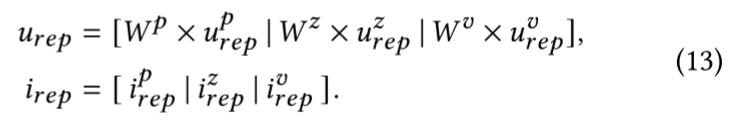 u_{rep} = [W^p × u^p_{rep} | W^z × u^z_{rep} | W^v × u^v_{rep}],
i_{rep} = [ i^p_{rep} | i^z_{rep} | i^v_{rep} ].
(13)